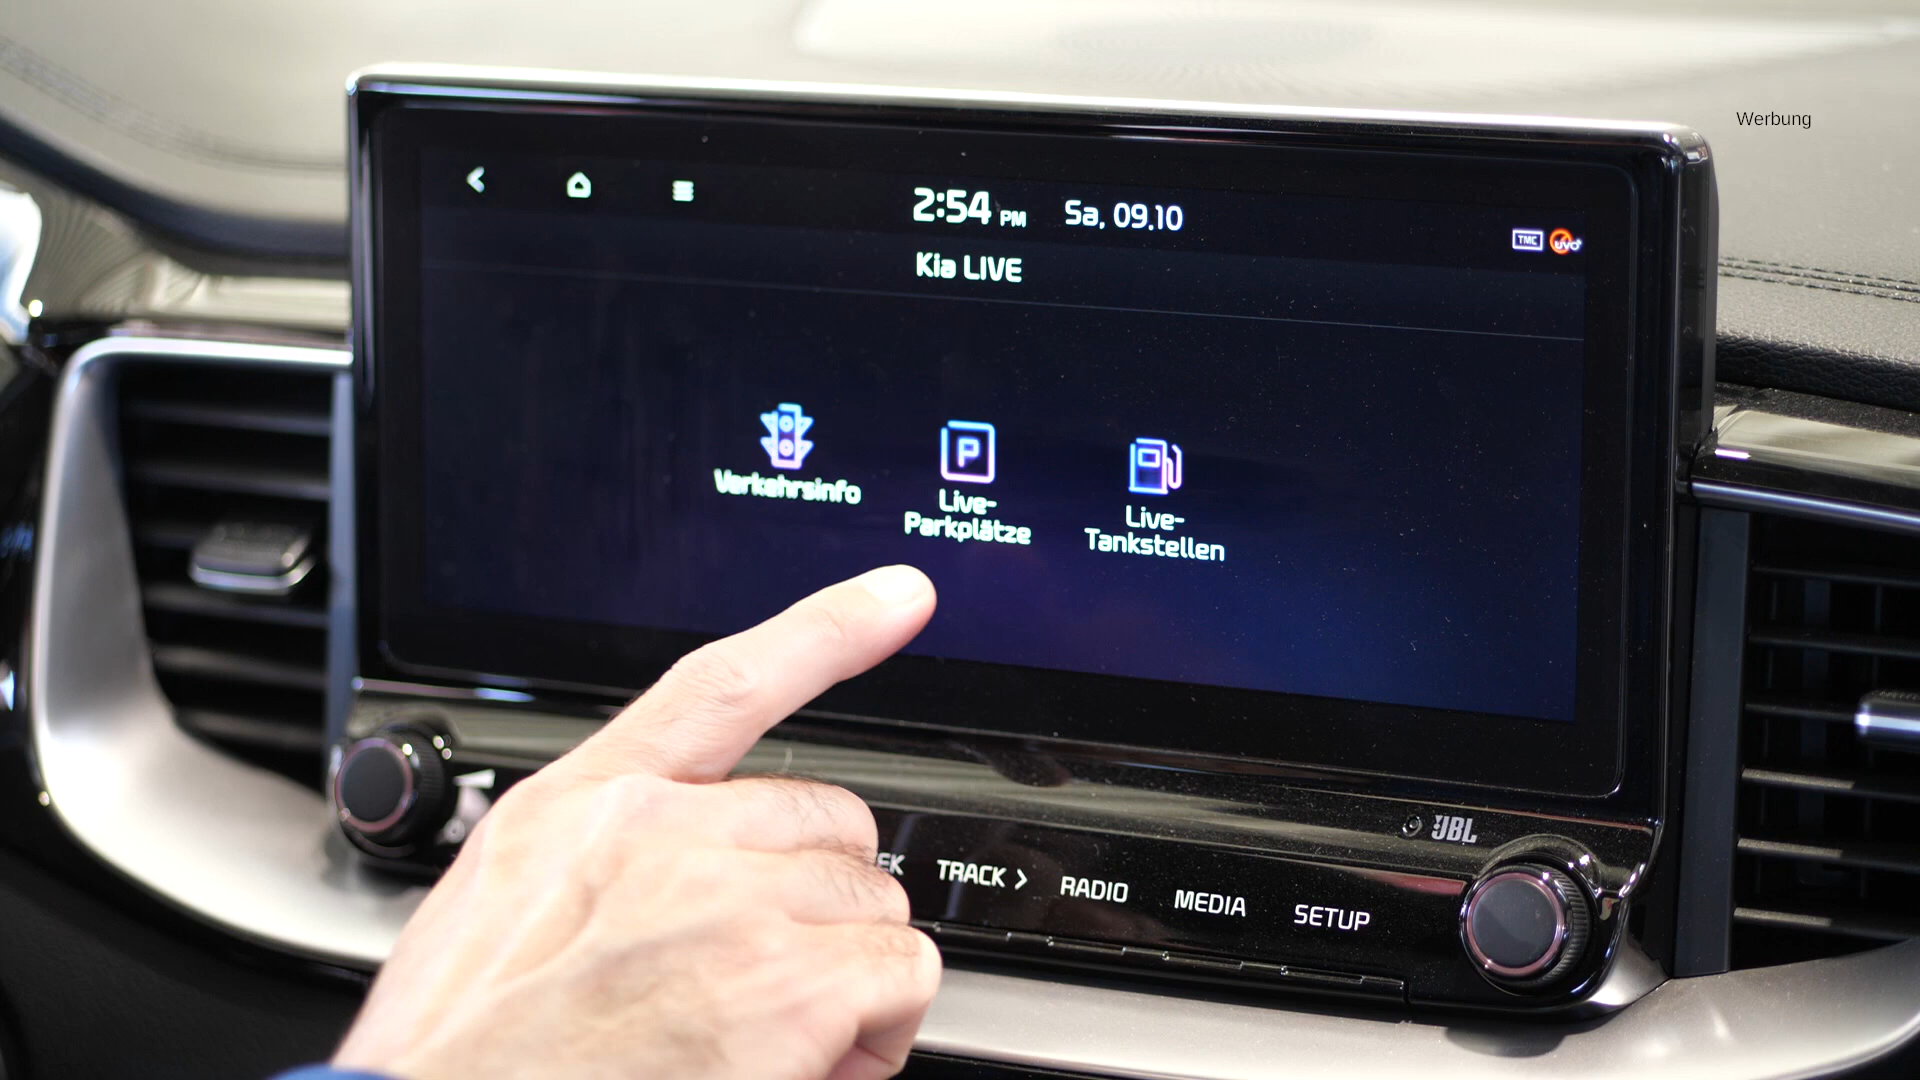 Werbung
2:54 PM Sa, 09.10
TMC UVO
Kia LIVE
Verkehrsinfo
Live-
Parkplätze
Live-
Tankstellen
JBL
TRACK > RADIO MEDIA SETUP